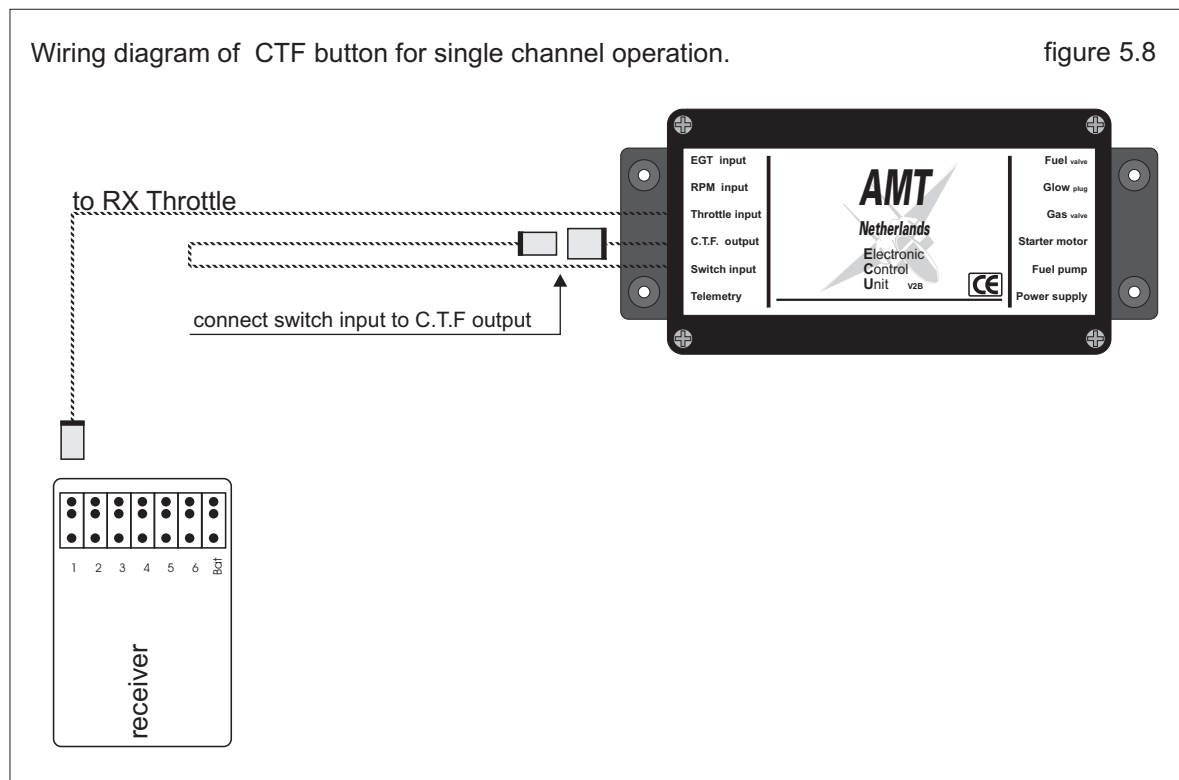 Wiring diagram of CTF button for single channel operation.
figure 5.8
to RX Throttle
connect switch input to C.T.F output
EGT input
RPM input
Throttle input
C.T.F. output
Switch input
Telemetry
AMT
Netherlands
Electronic
Control
Unit V2B
CE
Fuel valve
Glow plug
Gas valve
Starter motor
Fuel pump
Power supply
1 2 3 4 5 6 Bat
receiver